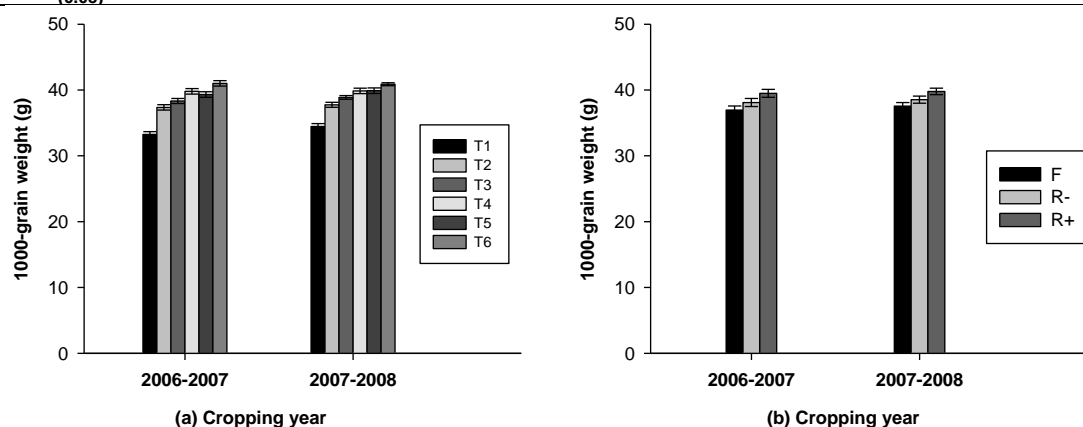 50
40
30
20
10
0
1000-grain weight (g)
T1
T2
T3
T4
T5
T6
2006-2007
2007-2008
(a) Cropping year
50
40
30
20
10
0
1000-grain weight (g)
F
R-
R+
2006-2007
2007-2008
(b) Cropping year